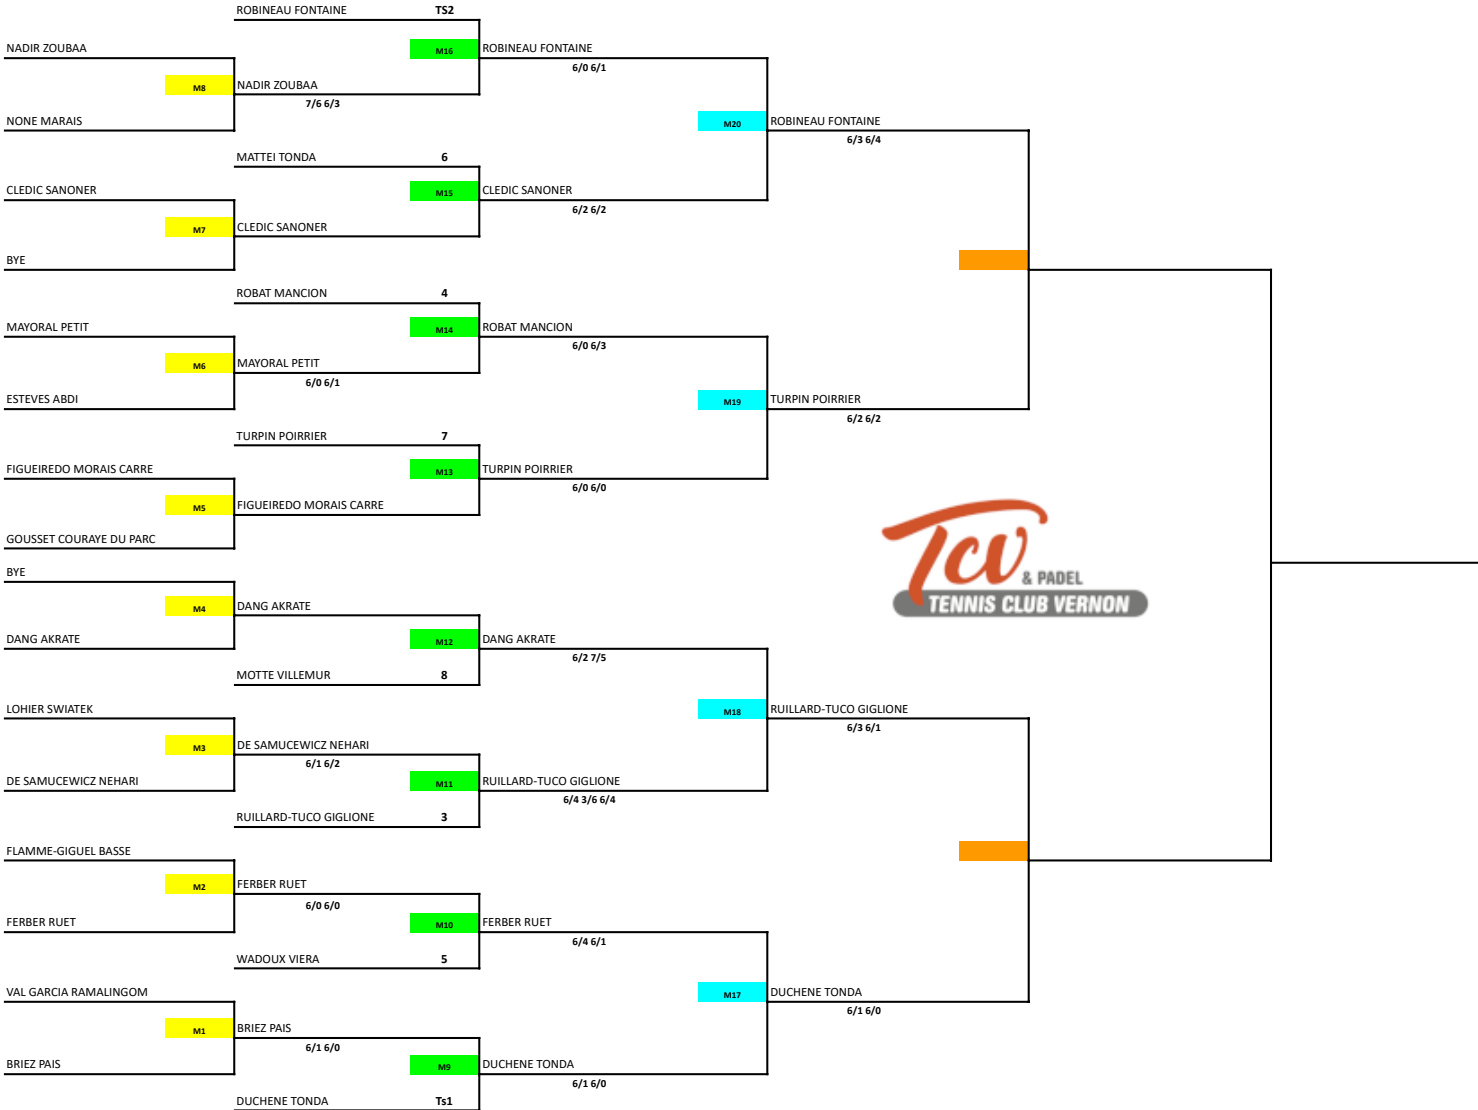 ROBINEAU FONTAINE TS2
NADIR ZOUBAA
M16 ROBINEAU FONTAINE
6/0 6/1
M8 NADIR ZOUBAA
7/6 6/3
NONE MARAIS
M20 ROBINEAU FONTAINE
6/3 6/4
MATTEI TONDA 6
CLEDIC SANONER
M15 CLEDIC SANONER
6/2 6/2
M7 CLEDIC SANONER
BYE
ROBAT MANCION 4
MAYORAL PETIT
M14 ROBAT MANCION
6/0 6/3
M6 MAYORAL PETIT
6/0 6/1
ESTEVES ABDI
M19 TURPIN POIRRIER
6/2 6/2
TURPIN POIRRIER 7
FIGUEIREDO MORAIS CARRE
M13 TURPIN POIRRIER
6/0 6/0
M5 FIGUEIREDO MORAIS CARRE
GOUSSET COURAYE DU PARC
Tcv
& PADEL
TENNIS CLUB VERNON
BYE
M4 DANG AKRATE
DANG AKRATE
M12 DANG AKRATE
6/2 7/5
MOTTE VILLEMUR 8
LOHIER SWIATEK
M18 RUILLARD-TUCO GIGLIONE
6/3 6/1
M3 DE SAMUCEWICZ NEHARI
6/1 6/2
DE SAMUCEWICZ NEHARI
M11 RUILLARD-TUCO GIGLIONE
6/4 3/6 6/4
RUILLARD-TUCO GIGLIONE 3
FLAMME-GIGUEL BASSE
M2 FERBER RUET
6/0 6/0
FERBER RUET
M10 FERBER RUET
6/4 6/1
WADOUX VIERA 5
VAL GARCIA RAMALINGOM
M17 DUCHENE TONDA
6/1 6/0
M1 BRIEZ PAIS
6/1 6/0
BRIEZ PAIS
M9 DUCHENE TONDA
6/1 6/0
DUCHENE TONDA Ts1